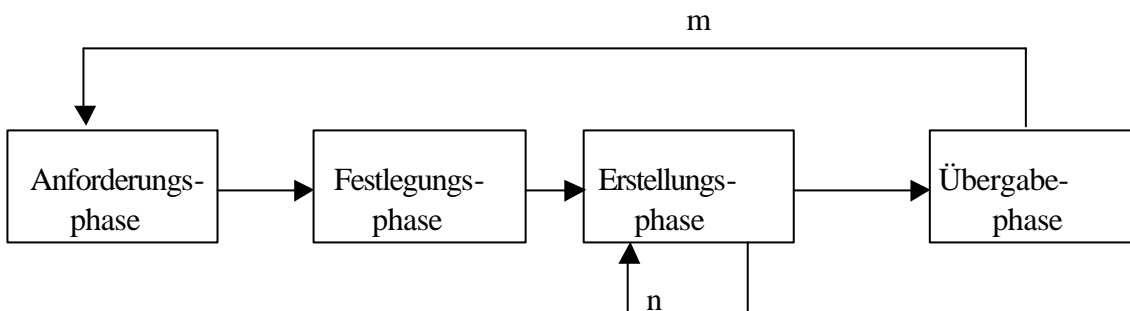 m
Anforderungs-
phase
Festlegungs-
phase
Erstellungs-
phase
Übergabe-
phase
n